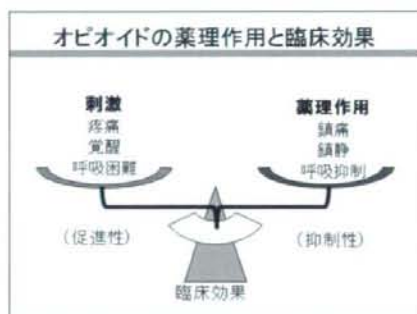 オピオイドの薬理作用と臨床効果
刺激
疼痛
覚醒
呼吸困難
薬理作用
鎮痛
鎮静
呼吸抑制
(促進性)
(抑制性)
臨床効果